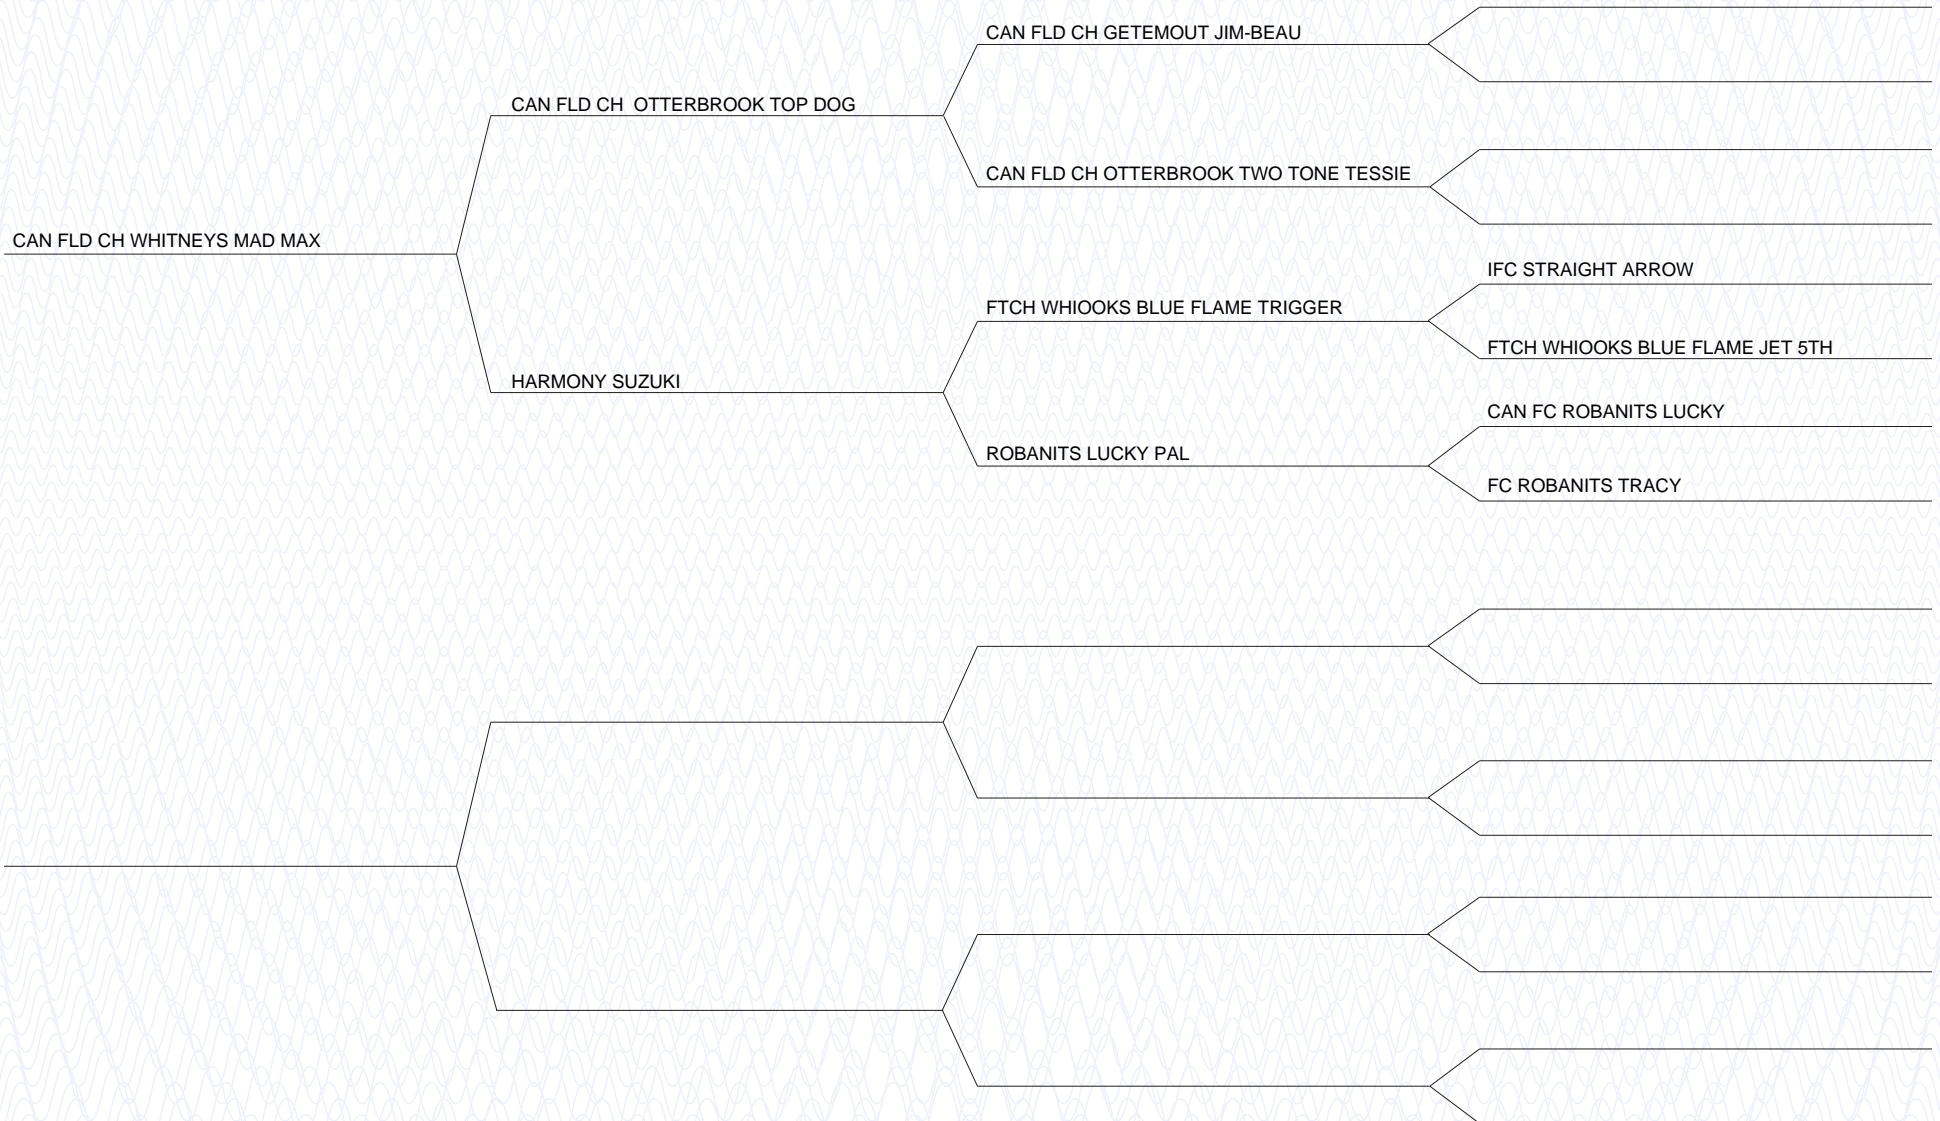 CAN FLD CH GETEMOUT JIM-BEAU
CAN FLD CH  OTTERBROOK TOP DOG
CAN FLD CH OTTERBROOK TWO TONE TESSIE
CAN FLD CH WHITNEYS MAD MAX
IFC STRAIGHT ARROW
FTCH WHIOOKS BLUE FLAME TRIGGER
FTCH WHIOOKS BLUE FLAME JET 5TH
HARMONY SUZUKI
CAN FC ROBANITS LUCKY
ROBANITS LUCKY PAL
FC ROBANITS TRACY